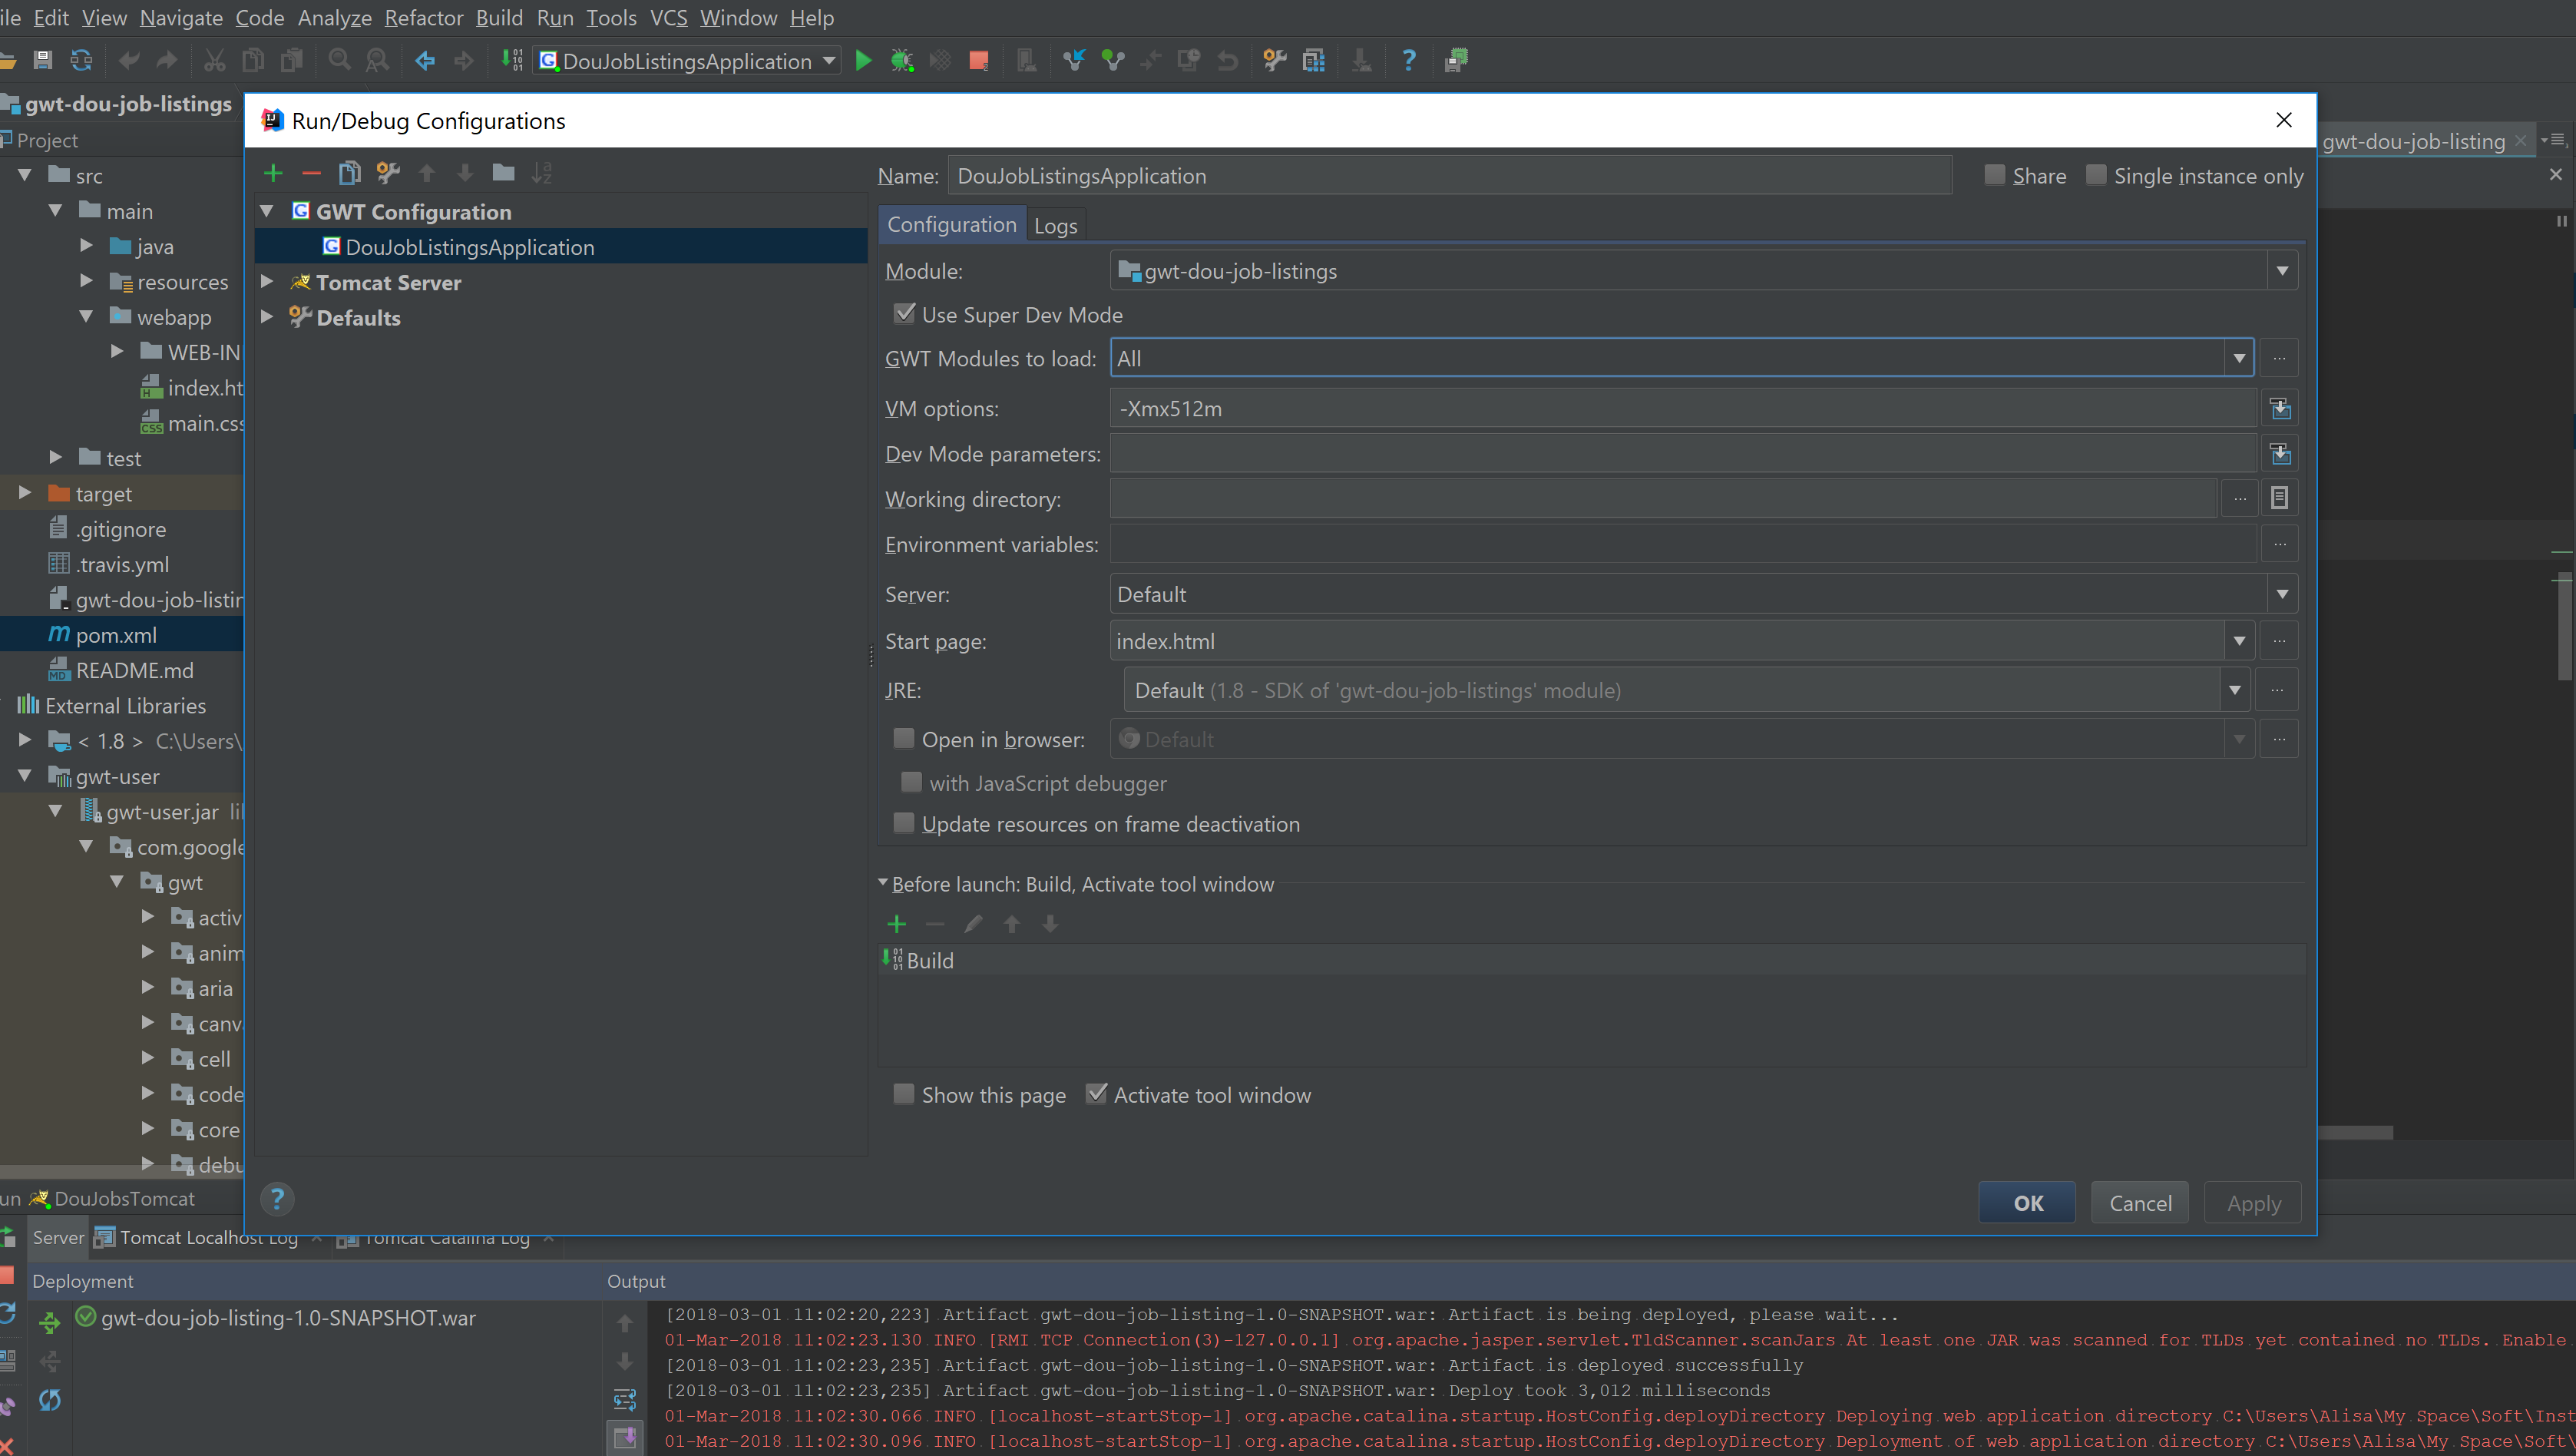 ile Edit View Navigate Code Analyze Refactor Build Run Tools VCS Window Help
DouJobListingsApplication
gwt-dou-job-listings
Project
gwt-dou-job-listing
src
main
java
resources
webapp
WEB-IN
index.ht
main.css
test
target
.gitignore
.travis.yml
gwt-dou-job-listin
pom.xml
README.md
External Libraries
< 1.8 > C:\Users\
gwt-user
gwt-user.jar lil
com.google
gwt
activ
anim
aria
canva
cell
code
core
debu
Run/Debug Configurations
GWT Configuration
DouJobListingsApplication
Tomcat Server
Defaults
Name: DouJobListingsApplication Share Single instance only
Configuration Logs
Module: gwt-dou-job-listings
Use Super Dev Mode
GWT Modules to load: All
VM options: -Xmx512m
Dev Mode parameters:
Working directory:
Environment variables:
Server: Default
Start page: index.html
JRE: Default (1.8 - SDK of 'gwt-dou-job-listings' module)
Open in browser: Default
with JavaScript debugger
Update resources on frame deactivation
Before launch: Build, Activate tool window
Build
Show this page Activate tool window
? OK Cancel Apply
un DouJobsTomcat
Server Tomcat Localhost Log Tomcat Catalina Log
Deployment Output
gwt-dou-job-listing-1.0-SNAPSHOT.war
[2018-03-01 11:02:20,223] Artifact gwt-dou-job-listing-1.0-SNAPSHOT.war: Artifact is being deployed, please wait...
01-Mar-2018 11:02:23.130 INFO [RMI TCP Connection(3)-127.0.0.1] org.apache.jasper.servlet.TldScanner.scanJars At least one JAR was scanned for TLDs yet contained no TLDs. Enable
[2018-03-01 11:02:23,235] Artifact gwt-dou-job-listing-1.0-SNAPSHOT.war: Artifact is deployed successfully
[2018-03-01 11:02:23,235] Artifact gwt-dou-job-listing-1.0-SNAPSHOT.war: Deploy took 3,012 milliseconds
01-Mar-2018 11:02:30.066 INFO [localhost-startStop-1] org.apache.catalina.startup.HostConfig.deployDirectory Deploying web application directory C:\Users\Alisa\My Space\Soft\Inst
01-Mar-2018 11:02:30.096 INFO [localhost-startStop-1] org.apache.catalina.startup.HostConfig.deployDirectory Deployment of web application directory C:\Users\Alisa\My Space\Soft\